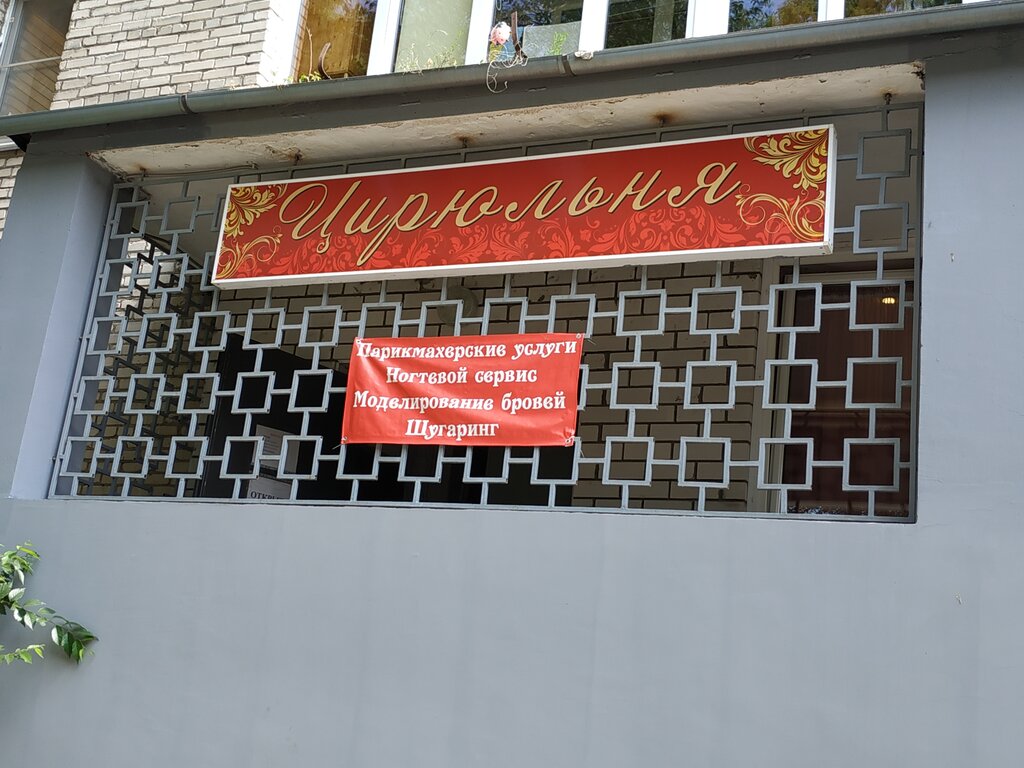 Цирюльня
Парикмахерские услуги
Ногтевой сервис
Моделирование бровей
Шугаринг